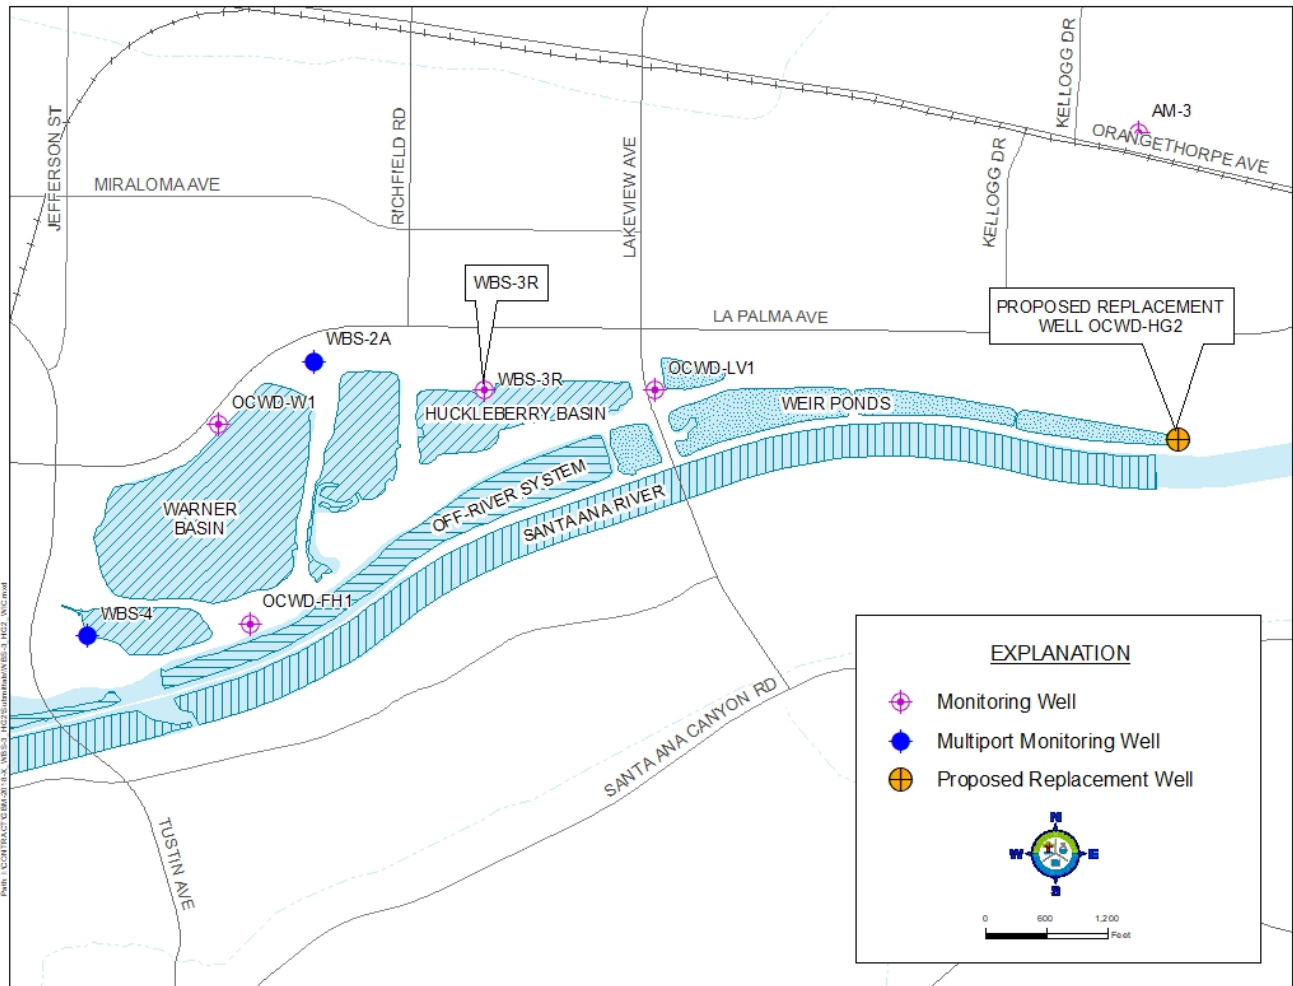 KELLOGG DR
AM-3
ORANGETHORPE AVE
JEFFERSON ST
RICHFIELD RD
LAKEVIEW AVE
KELLOGG DR
MIRALOMA AVE
WBS-3R
PROPOSED REPLACEMENT
WELL OCWD-HG2
LA PALMA AVE
WBS-2A
OCWD-LV1
WBS-3R
OCWD-W1
HUCKLEBERRY BASIN
WEIR PONDS
OFF-RIVER SYSTEM
SANTA ANA RIVER
WARNER
BASIN
OCWD-FH1
WBS-4
SANTA ANA CANYON RD
TUSTIN AVE
EXPLANATION
Monitoring Well
Multiport Monitoring Well
Proposed Replacement Well
N
W
E
S
0
600
1,200
Feet